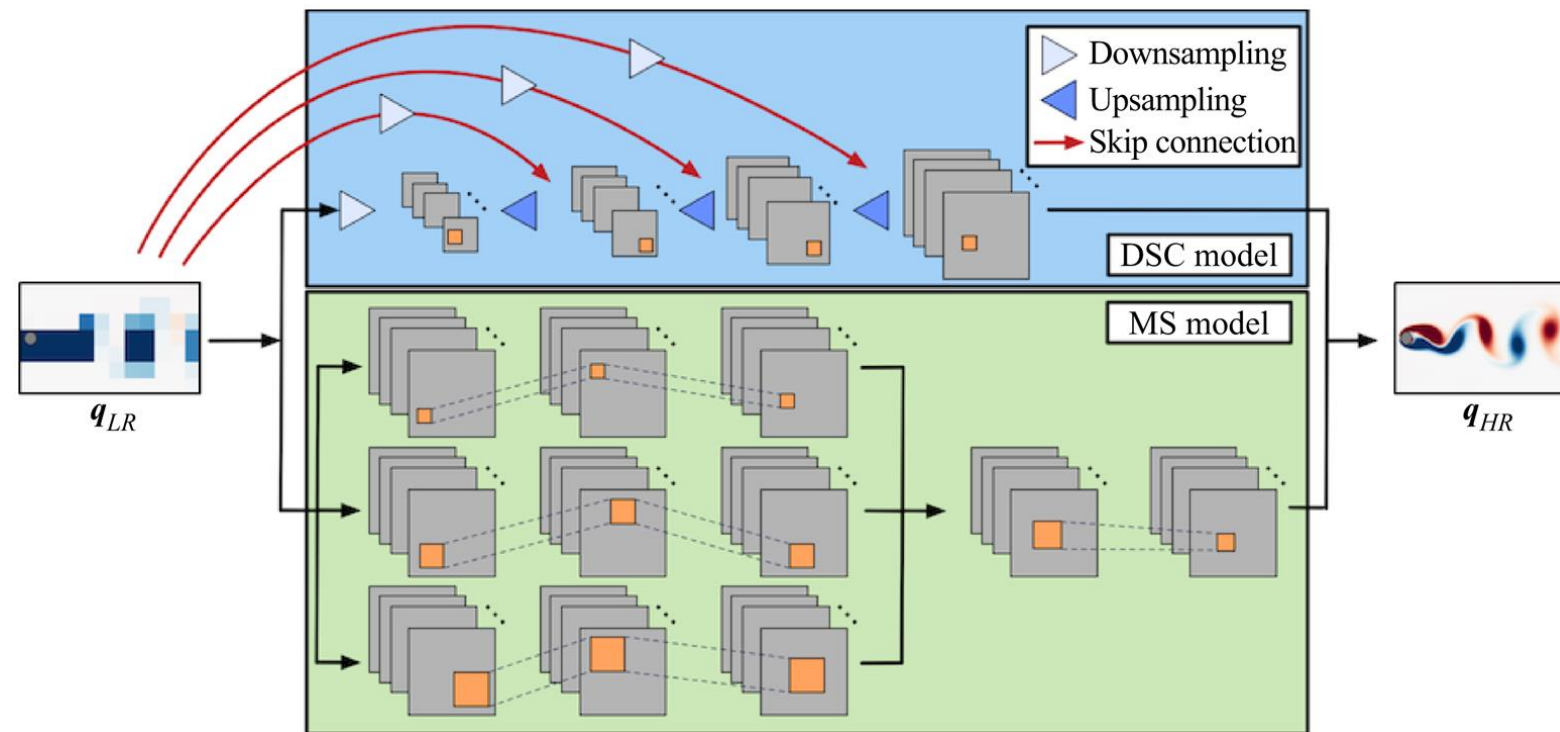 Downsampling
Upsampling
Skip connection
DSC model
MS model
q_LR
q_HR